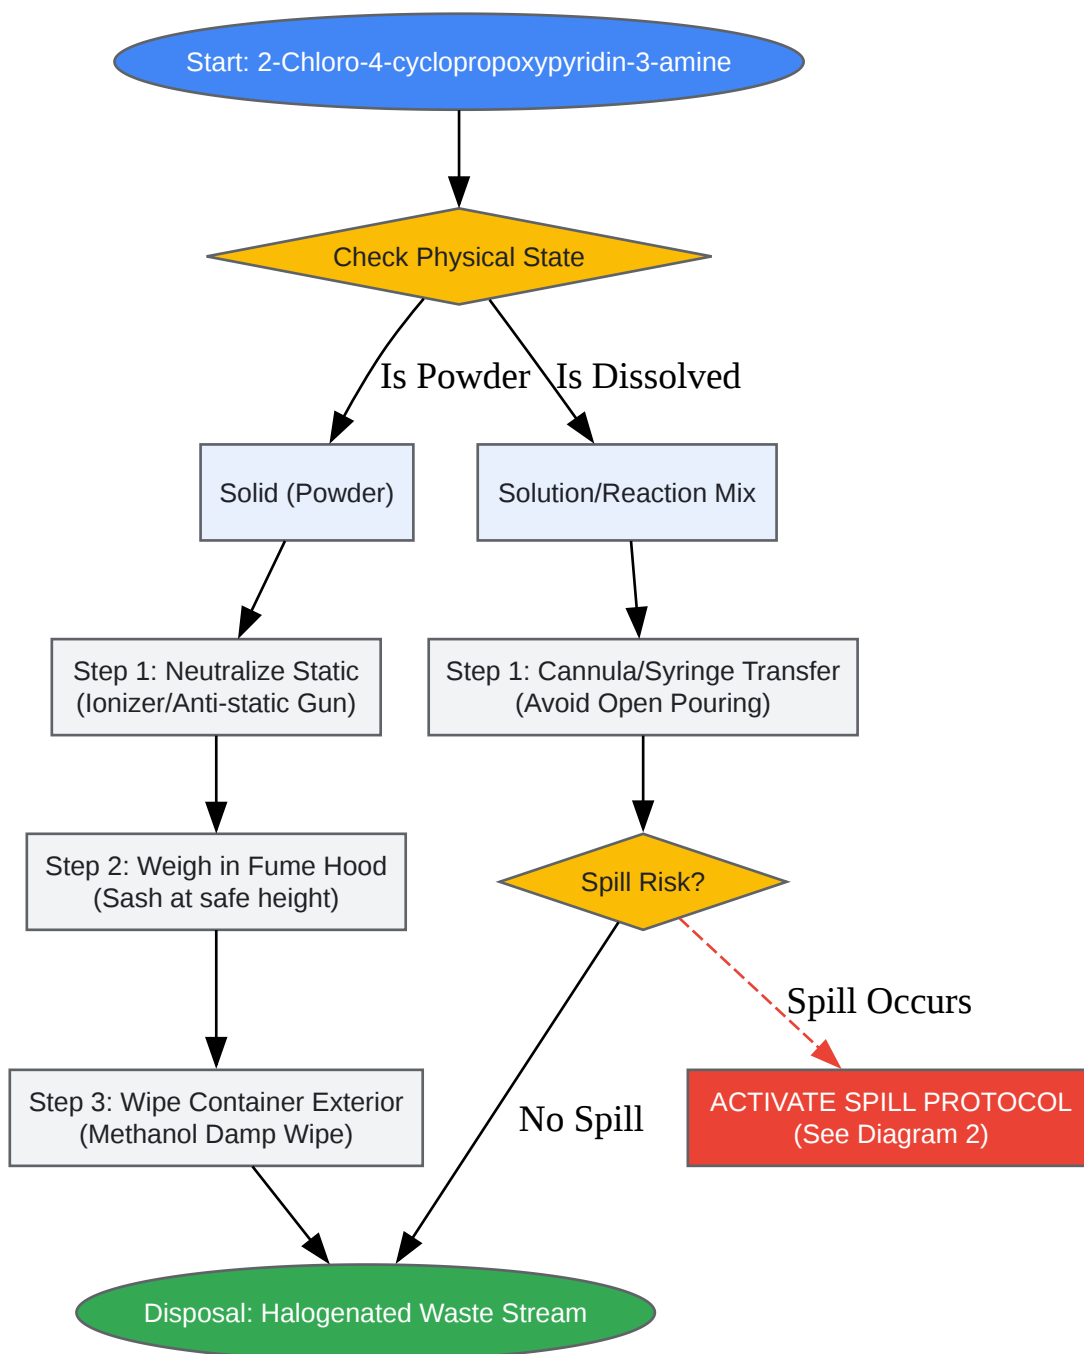 Start: 2-Chloro-4-cyclopropoxypyridin-3-amine
Check Physical State
Is Powder
Is Dissolved
Solid (Powder)
Solution/Reaction Mix
Step 1: Neutralize Static
(Ionizer/Anti-static Gun)
Step 1: Cannula/Syringe Transfer
(Avoid Open Pouring)
Step 2: Weigh in Fume Hood
(Sash at safe height)
Spill Risk?
Spill Occurs
Step 3: Wipe Container Exterior
(Methanol Damp Wipe)
No Spill
ACTIVATE SPILL PROTOCOL
(See Diagram 2)
Disposal: Halogenated Waste Stream